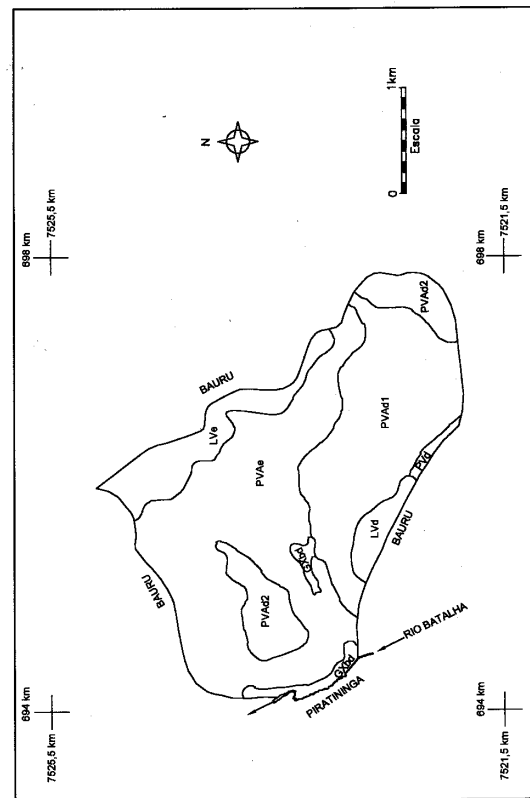 694 km
7525,5 km
698 km
7525,5 km
N
BAURU
BAURU
LVe
PVAe
PVAd2
GXbd
PVAd1
PVAd2
LVd
PVd
BAURU
GXbd
PIRATININGA
RIO BATALHA
0
1km
Escala
694 km
7521,5 km
698 km
7521,5 km